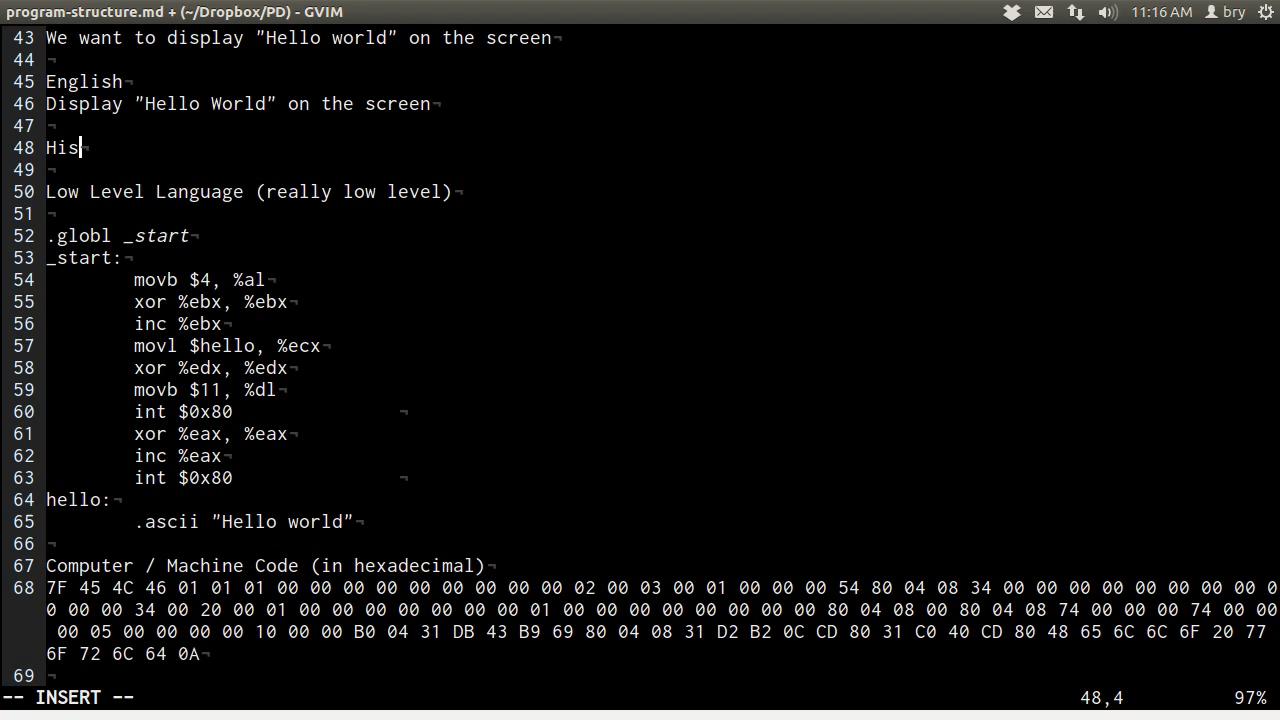 program-structure.md + (~/Dropbox/PD) - GVIM 11:16 AM bry
43 We want to display "Hello world" on the screen¬
44 ¬
45 English¬
46 Display "Hello World" on the screen¬
47 ¬
48 His¬
49 ¬
50 Low Level Language (really low level)¬
51 ¬
52 .globl _start¬
53 _start:¬
54 movb $4, %al¬
55 xor %ebx, %ebx¬
56 inc %ebx¬
57 movl $hello, %ecx¬
58 xor %edx, %edx¬
59 movb $11, %dl¬
60 int $0x80 ¬
61 xor %eax, %eax¬
62 inc %eax¬
63 int $0x80 ¬
64 hello:¬
65 .ascii "Hello world"¬
66 ¬
67 Computer / Machine Code (in hexadecimal)¬
68 7F 45 4C 46 01 01 01 00 00 00 00 00 00 00 00 00 02 00 03 00 01 00 00 00 54 80 04 08 34 00 00 00 00 00 00 00 00 0
0 00 00 34 00 20 00 01 00 00 00 00 00 00 00 01 00 00 00 00 00 00 00 00 80 04 08 00 80 04 08 74 00 00 00 74 00 00
00 05 00 00 00 00 10 00 00 B0 04 31 DB 43 B9 69 80 04 08 31 D2 B2 0C CD 80 31 C0 40 CD 80 48 65 6C 6C 6F 20 77
6F 72 6C 64 0A¬
69 ¬
-- INSERT -- 48,4 97%